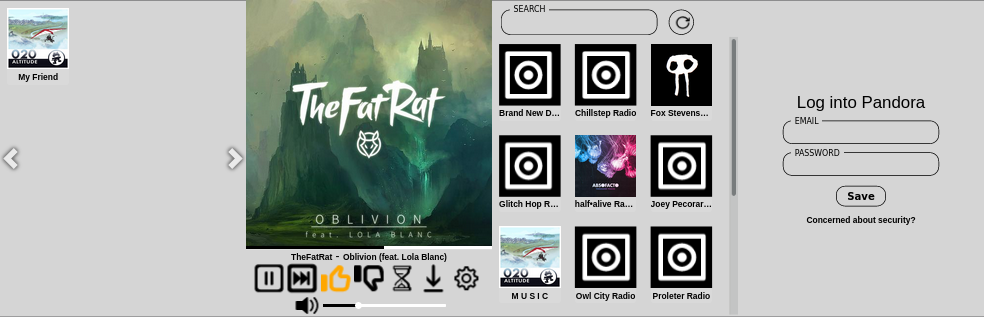 020
ALTITUDE
My Friend
TheFatRat
OBLIVION
feat. LOLA BLANC
TheFatRat - Oblivion (feat. Lola Blanc)
SEARCH
Brand New D...
Chillstep Radio
Fox Stevens...
Glitch Hop R...
ABSOFACTO
half•alive Ra...
Joey Pecorar...
020
ALTITUDE
M U S I C
Owl City Radio
Proleter Radio
Log into Pandora
EMAIL
PASSWORD
Save
Concerned about security?